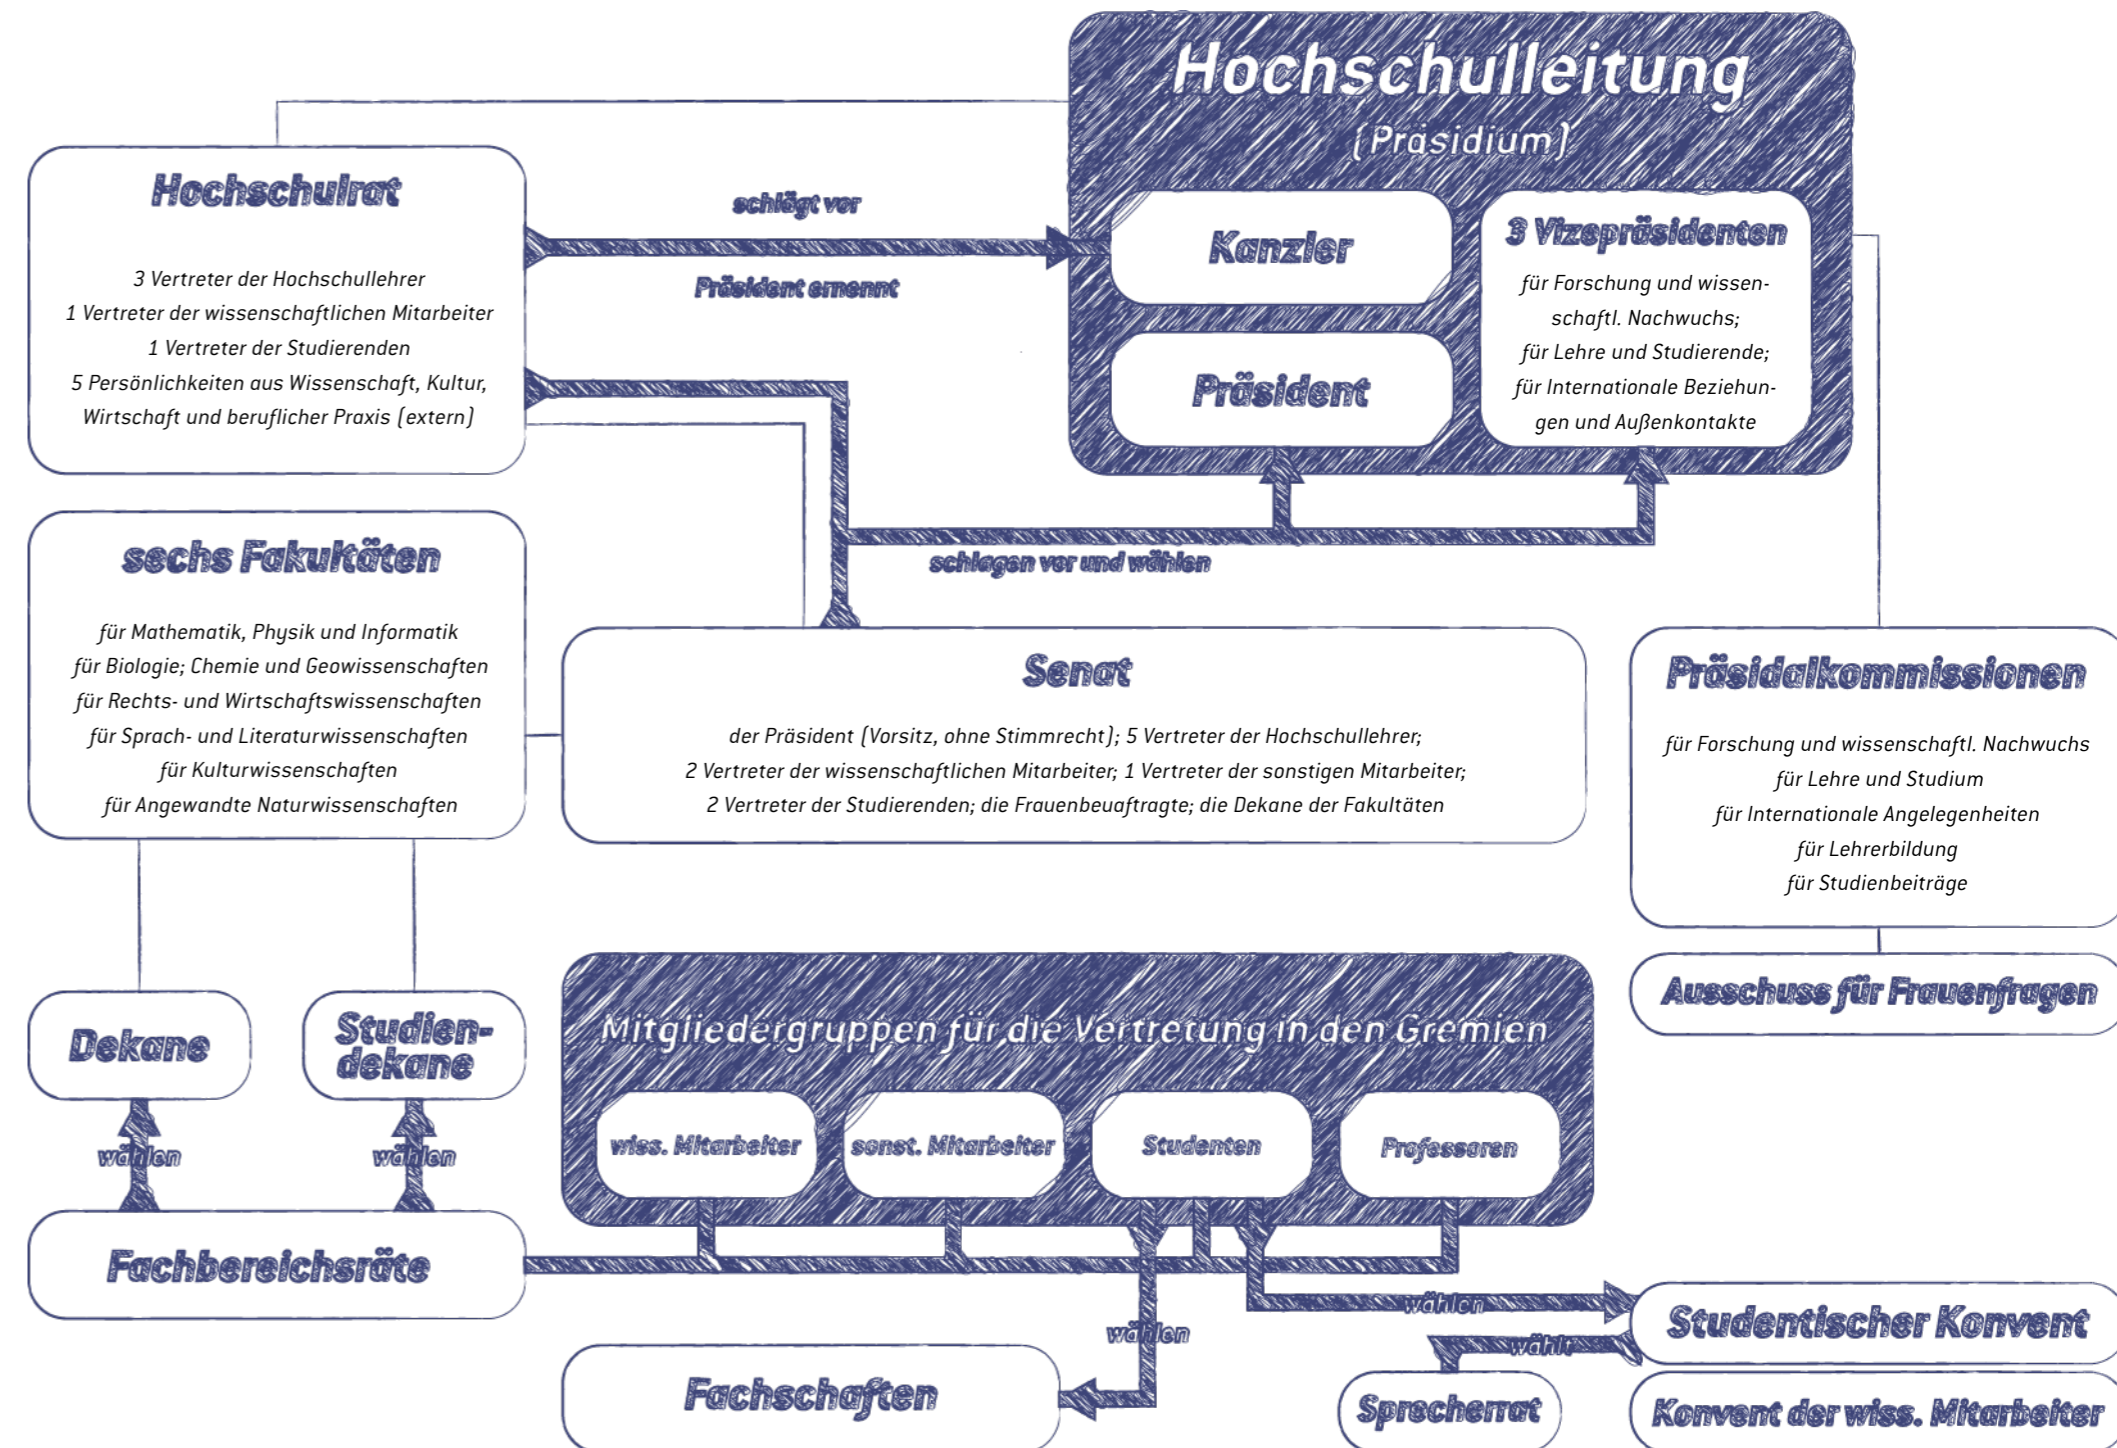 Hochschulleitung
(Präsidium)
Hochschulrat
3 Vertreter der Hochschullehrer
1 Vertreter der wissenschaftlichen Mitarbeiter
1 Vertreter der Studierenden
5 Persönlichkeiten aus Wissenschaft, Kultur,
Wirtschaft und beruflicher Praxis (extern)
schlägt vor
Präsident ernennt
Kanzler
Präsident
3 Vizepräsidenten
für Forschung und wissen-
schaftl. Nachwuchs;
für Lehre und Studierende;
für Internationale Beziehun-
gen und Außenkontakte
schlagen vor und wählen
sechs Fakultäten
für Mathematik, Physik und Informatik
für Biologie; Chemie und Geowissenschaften
für Rechts- und Wirtschaftswissenschaften
für Sprach- und Literaturwissenschaften
für Kulturwissenschaften
für Angewandte Naturwissenschaften
Senat
der Präsident (Vorsitz, ohne Stimmrecht); 5 Vertreter der Hochschullehrer;
2 Vertreter der wissenschaftlichen Mitarbeiter; 1 Vertreter der sonstigen Mitarbeiter;
2 Vertreter der Studierenden; die Frauenbeuaftragte; die Dekane der Fakultäten
Präsidalkommissionen
für Forschung und wissenschaftl. Nachwuchs
für Lehre und Studium
für Internationale Angelegenheiten
für Lehrerbildung
für Studienbeiträge
Ausschuss für Frauenfragen
Dekane
Studien-
dekane
wählen
wählen
Fachbereichsräte
Mitgliedergruppen für die Vertretung in den Gremien
wiss. Mitarbeiter
sonst. Mitarbeiter
Studenten
Professoren
wählen
wählen
wählt
Fachschaften
Studentischer Konvent
Sprecherrat
Konvent der wiss. Mitarbeiter